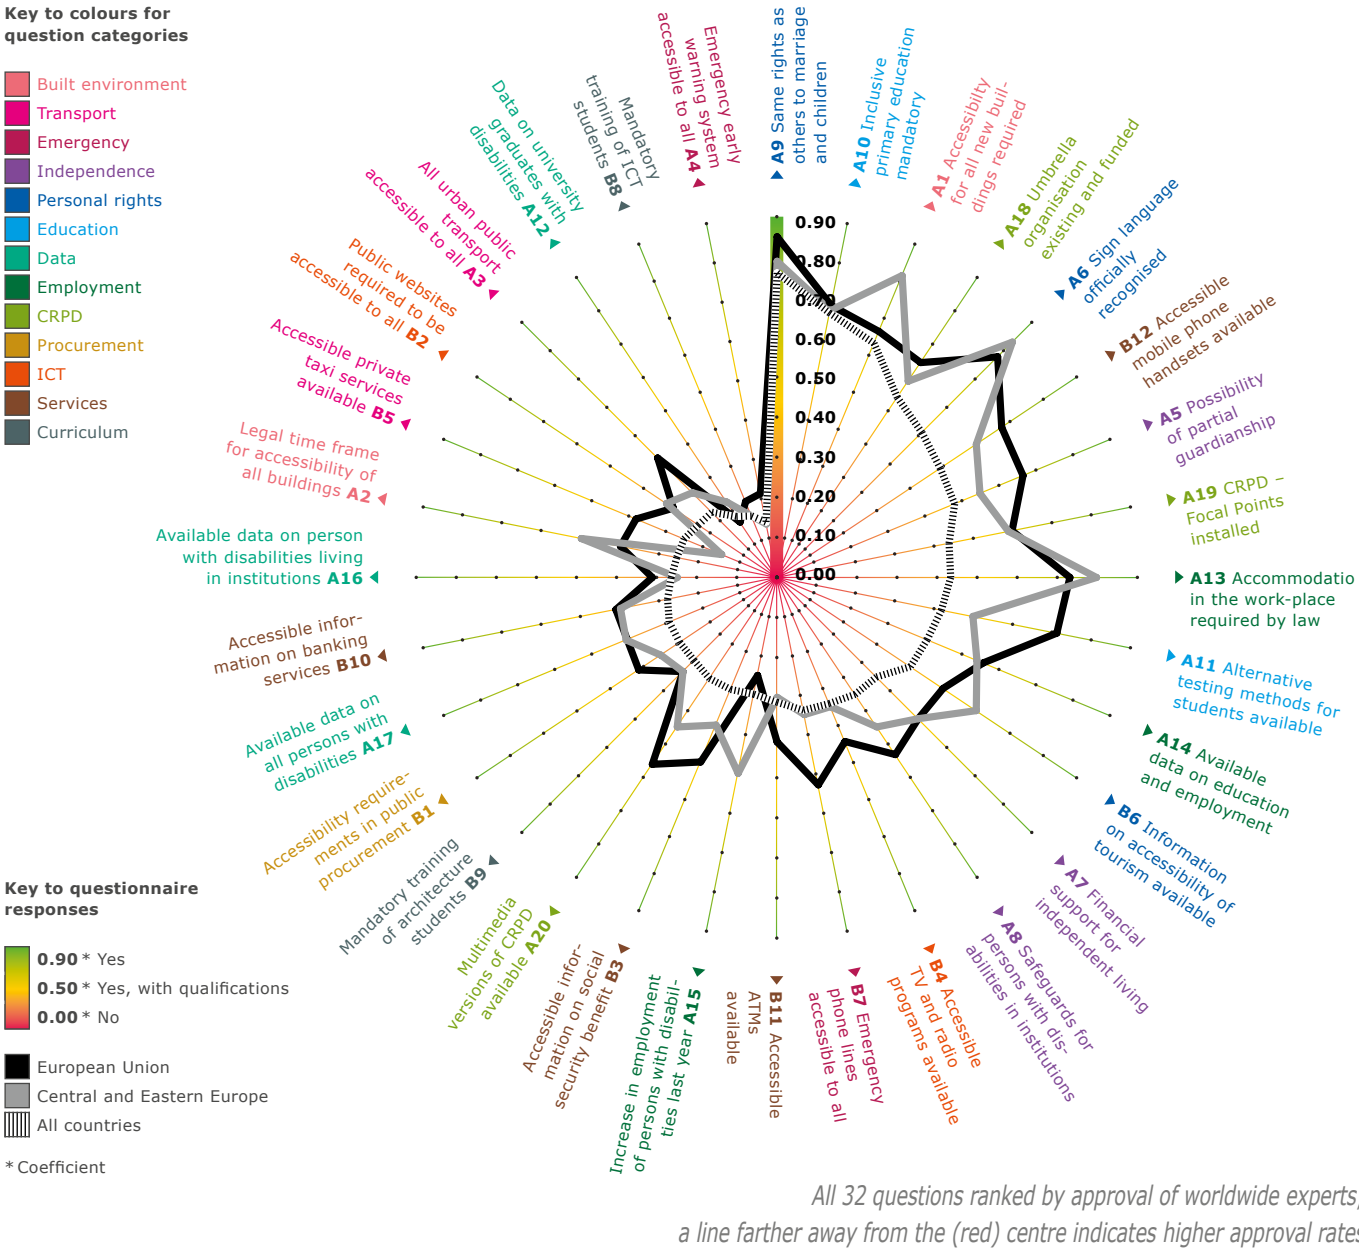 Key to colours for
question categories
Built environment
Transport
Emergency
Independence
Personal rights
Education
Data
Employment
CRPD
Procurement
ICT
Services
Curriculum
A9 Same rights as
others to marriage
and children
A10 Inclusive
primary education
mandatory
A1 Accessibilty
for all new buil-
dings required
A18 Umbrella
organisation
existing and funded
A6 Sign language
officially
recognised
B12 Accessible
mobile phone
handsets available
A5 Possibility
of partial
guardianship
A19 CRPD –
Focal Points
installed
A13 Accommodatio
in the work-place
required by law
A11 Alternative
testing methods for
students available
A14 Available
data on education
and employment
B6 Information
on accessibility of
tourism available
A7 Financial
support for
independent living
A8 Safeguards for
persons with dis-
abilities in institutions
B4 Accessible
TV and radio
programs available
B7 Emergency
phone lines
accessible to all
B11 Accessible
ATMs
available
Increase in employment
of persons with disabili-
ties last year A15
Accessible infor-
mation on social
security benefit B3
Multimedia
versions of CRPD
available A20
Mandatory training
of architecture
students B9
Accessibility require-
ments in public
procurement B1
Available data on
all persons with
disabilities A17
Accessible infor-
mation on banking
services B10
Available data on person
with disabilities living
in institutions A16
Legal time frame
for accessibility of
all buildings A2
Accessible private
taxi services
available B5
Public websites
required to be
accessible to all B2
All urban public
transport
accessible to all A3
Data on university
graduates with
disabilities A12
Mandatory
training of ICT
students B8
Emergency early
warning system
accessible to all A4
0.90
0.80
0.70
0.60
0.50
0.40
0.30
0.20
0.10
0.00
Key to questionnaire
responses
0.90 * Yes
0.50 * Yes, with qualifications
0.00 * No
European Union
Central and Eastern Europe
All countries
* Coefficient
All 32 questions ranked by approval of worldwide experts,
a line farther away from the (red) centre indicates higher approval rates